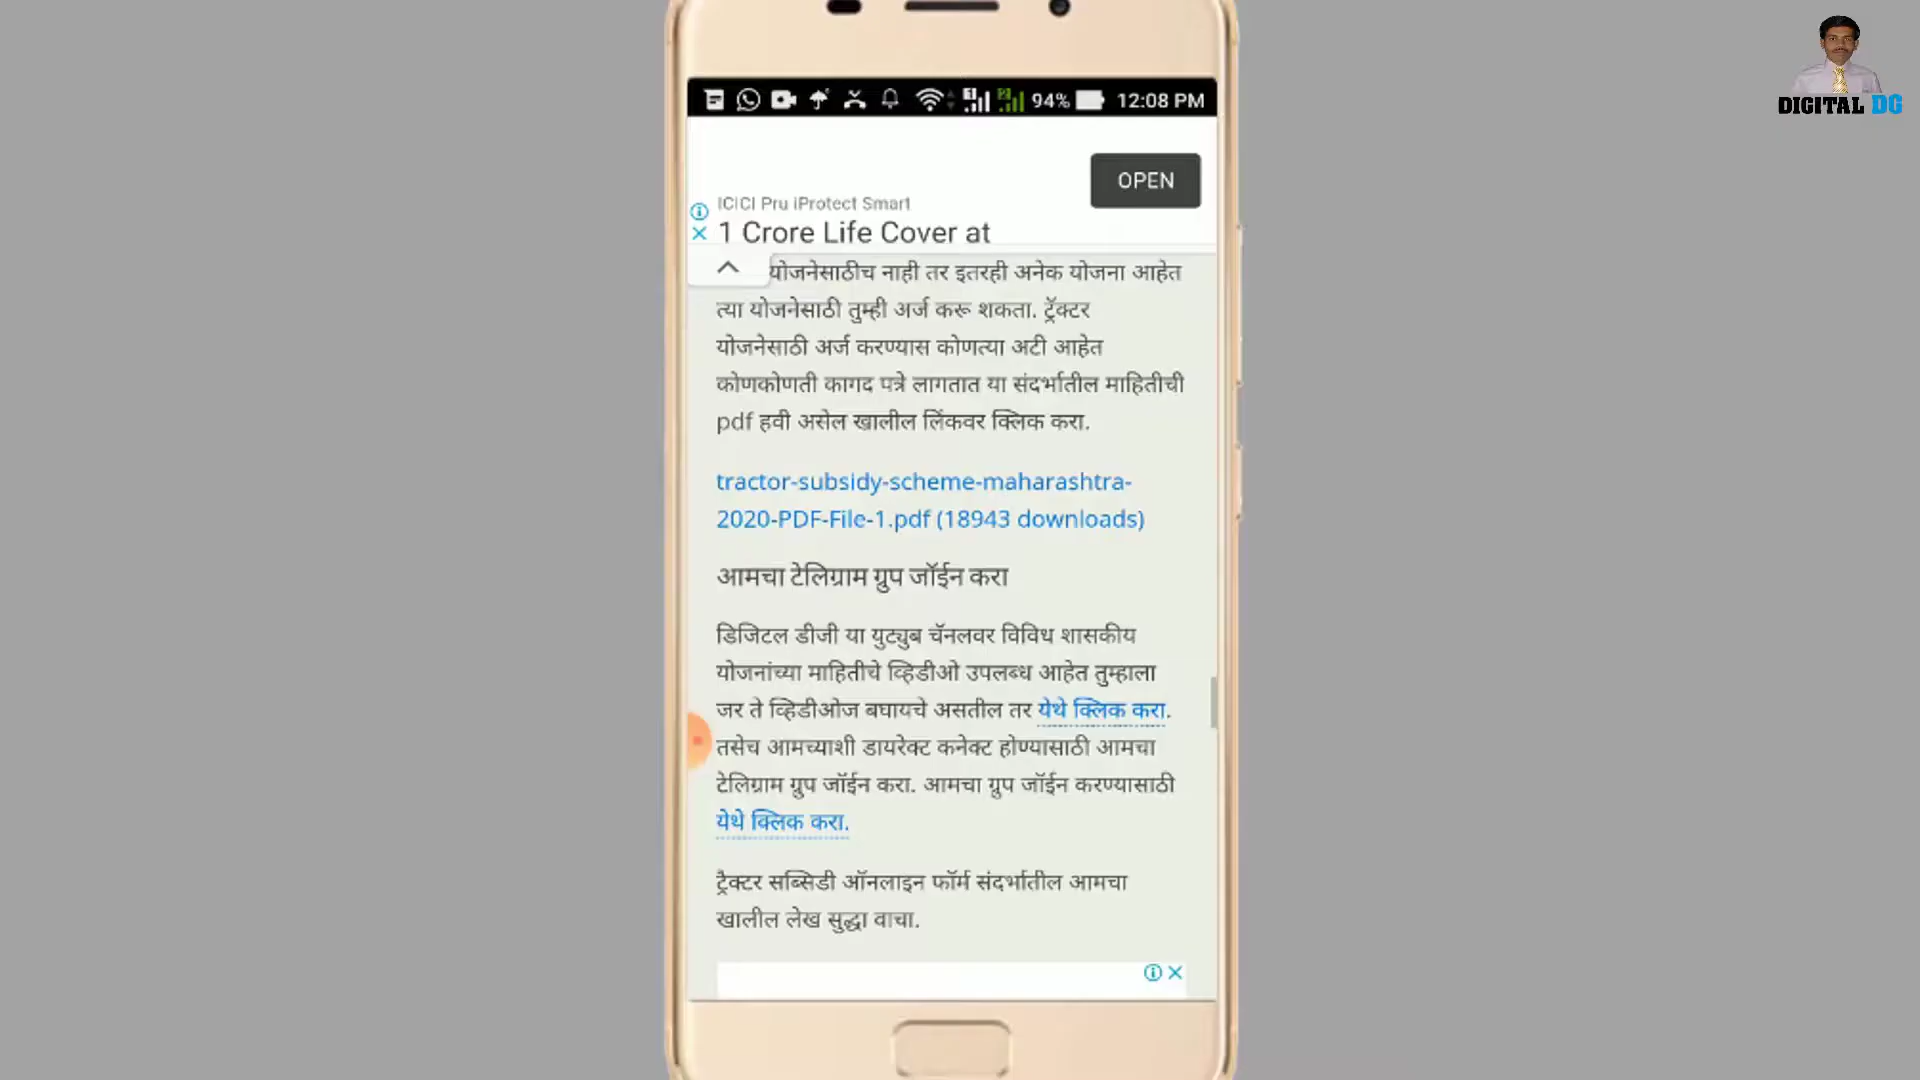 94% 12:08 PM
DIGITAL DG
OPEN
ICICI Pru iProtect Smart
1 Crore Life Cover at
योजनेसाठीच नाही तर इतरही अनेक योजना आहेत
त्या योजनेसाठी तुम्ही अर्ज करू शकता. ट्रॅक्टर
योजनेसाठी अर्ज करण्यास कोणत्या अटी आहेत
कोणकोणती कागद पत्रे लागतात या संदर्भातील माहितीची
pdf हवी असेल खालील लिंकवर क्लिक करा.
tractor-subsidy-scheme-maharashtra-
2020-PDF-File-1.pdf (18943 downloads)
आमचा टेलिग्राम ग्रुप जॉईन करा
डिजिटल डीजी या युट्युब चॅनलवर विविध शासकीय
योजनांच्या माहितीचे व्हिडीओ उपलब्ध आहेत तुम्हाला
जर ते व्हिडीओज बघायचे असतील तर येथे क्लिक करा.
तसेच आमच्याशी डायरेक्ट कनेक्ट होण्यासाठी आमचा
टेलिग्राम ग्रुप जॉईन करा. आमचा ग्रुप जॉईन करण्यासाठी
येथे क्लिक करा.
ट्रैक्टर सब्सिडी ऑनलाइन फॉर्म संदर्भातील आमचा
खालील लेख सुद्धा वाचा.